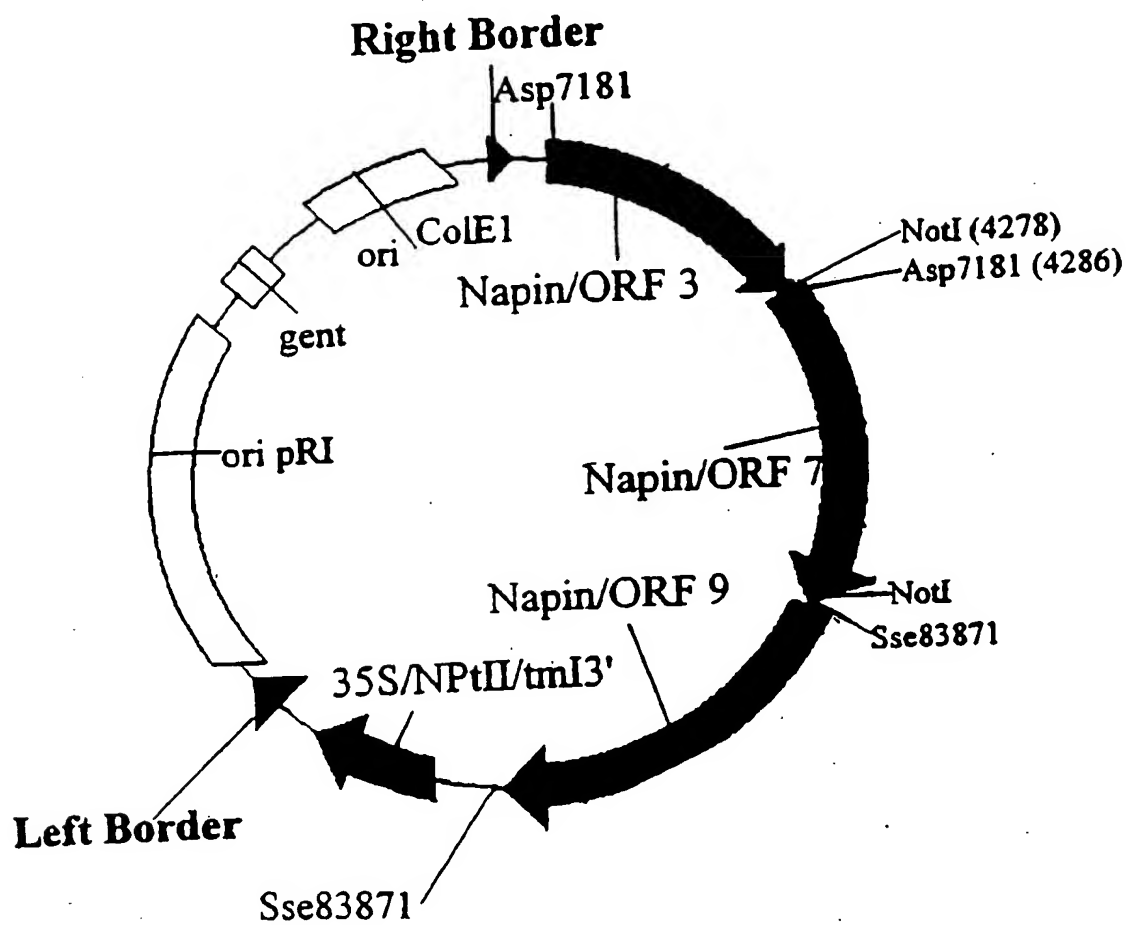 Right Border
Asp7181
ori ColE1
NotI (4278)
Asp7181 (4286)
Napin/ORF 3
gent
ori pRI
Napin/ORF 7
Napin/ORF 9
NotI
Sse83871
35S/NPtII/tmI3'
Left Border
Sse83871